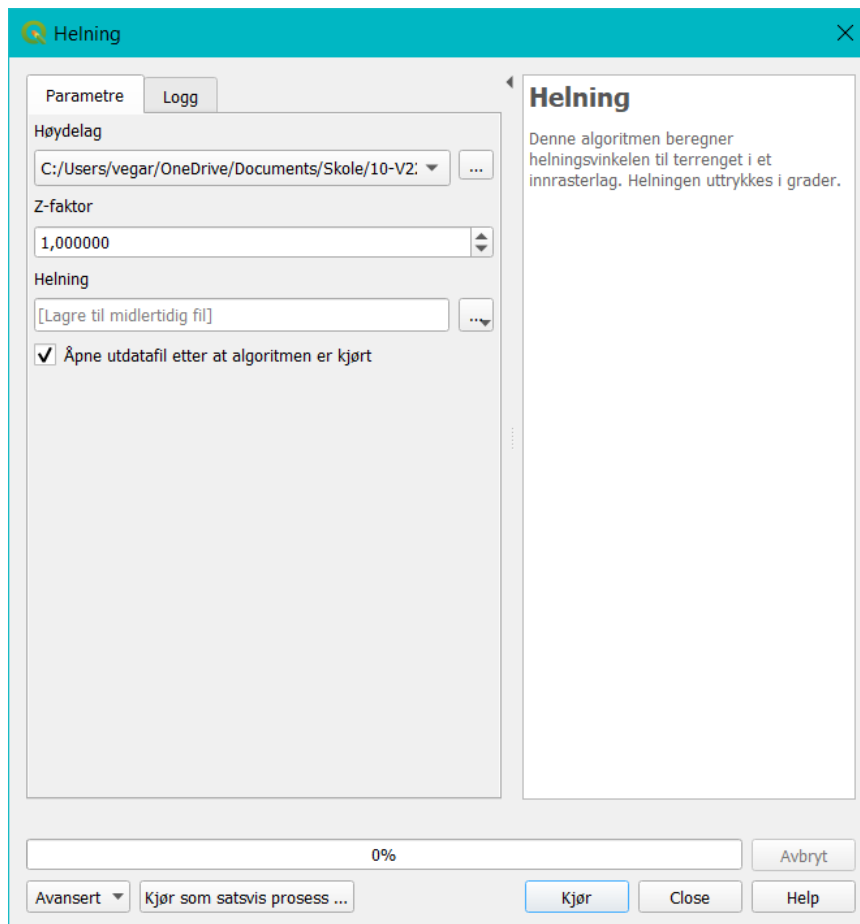 Helning
Parametre
Logg
Høydelag
C:/Users/vegar/OneDrive/Documents/Skole/10-V2
...
Z-faktor
1,000000
Helning
[Lagre til midlertidig fil]
...
Åpne utdatafil etter at algoritmen er kjørt
Helning
Denne algoritmen beregner
helningsvinkelen til terrenget i et
innrasterlag. Helningen uttrykkes i grader.
0%
Avbryt
Avansert
Kjør som satsvis prosess ...
Kjør
Close
Help